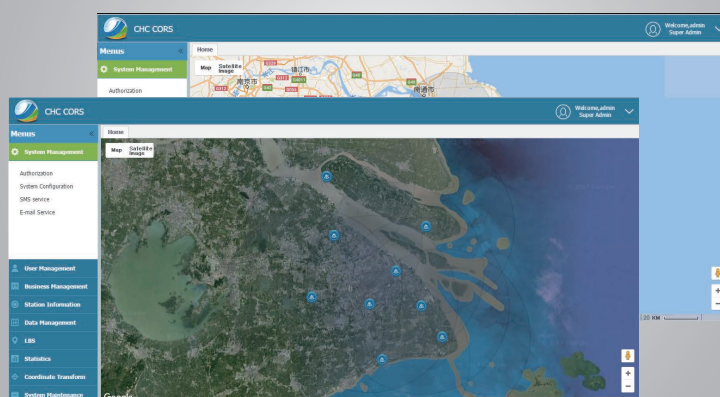 CHC CORS
Welcome,admin
Super Admin
Menus «
Home
System Management
Map Satellite Image
Authorization
镇江市
南京市
南通市
CHC CORS
Welcome,admin
Super Admin
Menus «
Home
System Management
Map Satellite Image
Authorization
System Configuration
SMS service
E-mail Service
User Management
Business Management
Station Information
Data Management
LBS
Statistics
Coordinate Transform
System Maintenance
Google
20 KM
+
−
+
−